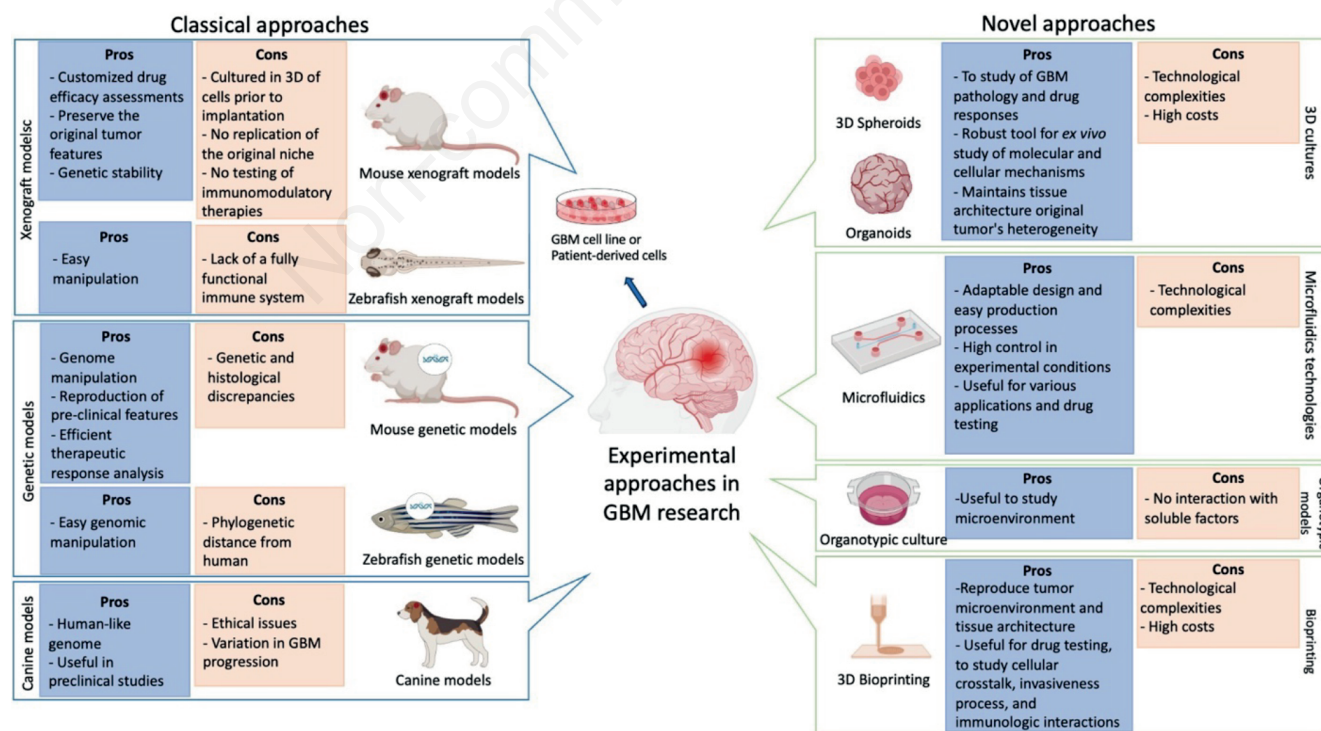 Classical approaches
Xenograft modelsc
Pros
- Customized drug
efficacy assessments
- Preserve the
original tumor
features
- Genetic stability
Cons
- Cultured in 3D of
cells prior to
implantation
- No replication of
the original niche
- No testing of
immunomodulatory
therapies
Mouse xenograft models
Pros
- Easy
manipulation
Cons
- Lack of a fully
functional
immune system
Zebrafish xenograft models
Genetic models
Pros
- Genome
manipulation
- Reproduction of
pre-clinical features
- Efficient
therapeutic
response analysis
Cons
- Genetic and
histological
discrepancies
Mouse genetic models
Pros
- Easy genomic
manipulation
Cons
- Phylogenetic
distance from
human
Zebrafish genetic models
Canine models
Pros
- Human-like
genome
- Useful in
preclinical studies
Cons
- Ethical issues
- Variation in GBM
progression
Canine models
GBM cell line or
Patient-derived cells
Experimental
approaches in
GBM research
Novel approaches
3D Spheroids
Organoids
Pros
- To study of GBM
pathology and drug
responses
- Robust tool for ex vivo
study of molecular and
cellular mechanisms
- Maintains tissue
architecture original
tumor's heterogeneity
Cons
- Technological
complexities
- High costs
3D cultures
Microfluidics
Pros
- Adaptable design and
easy production
processes
- High control in
experimental conditions
- Useful for various
applications and drug
testing
Cons
- Technological
complexities
Microfluidics technologies
Organotypic culture
Pros
-Useful to study
microenvironment
Cons
- No interaction with
soluble factors
models
3D Bioprinting
Pros
-Reproduce tumor
microenvironment and
tissue architecture
- Useful for drug testing,
to study cellular
crosstalk, invasiveness
process, and
immunologic interactions
Cons
- Technological
complexities
- High costs
Bioprinting